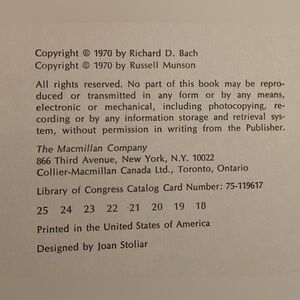 Copyright © 1970 by Richard D. Bach
Copyright © 1970 by Russell Munson
All rights reserved. No part of this book may be repro-
duced or transmitted in any form or by any means,
electronic or mechanical, including photocopying, re-
cording or by any information storage and retrieval sys-
tem, without permission in writing from the Publisher.
The Macmillan Company
866 Third Avenue, New York, N.Y. 10022
Collier-Macmillan Canada Ltd., Toronto, Ontario
Library of Congress Catalog Card Number: 75-119617
25 24 23 22 21 20 19 18
Printed in the United States of America
Designed by Joan Stoliar